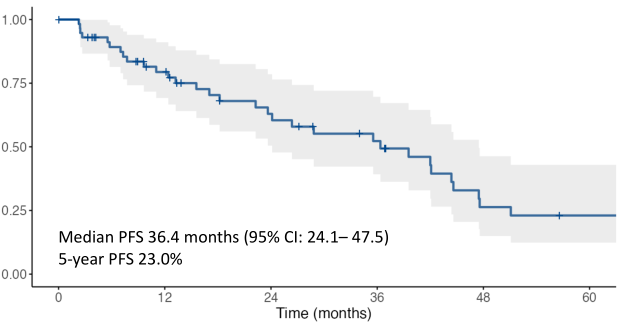 1.00
0.75
0.50
0.25
0.00
Median PFS 36.4 months (95% CI: 24.1– 47.5)
5-year PFS 23.0%
0 12 24 36 48 60
Time (months)